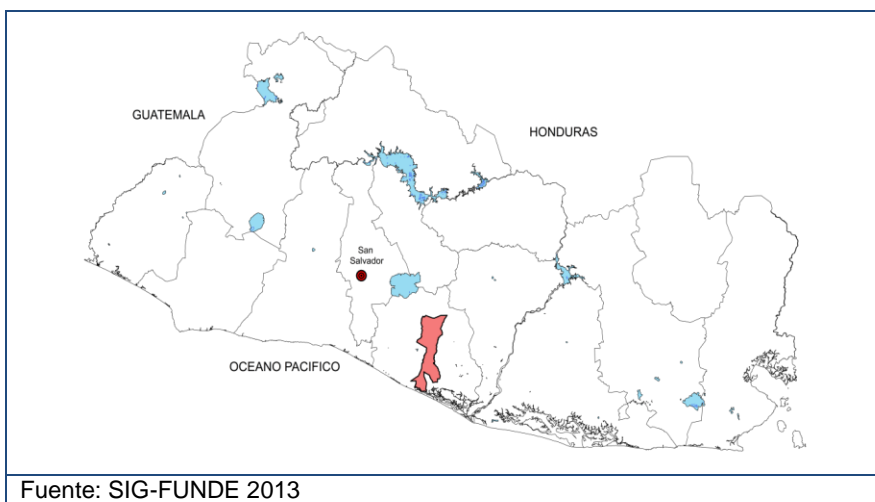 GUATEMALA
HONDURAS
San
Salvador
OCEANO PACIFICO
Fuente: SIG-FUNDE 2013